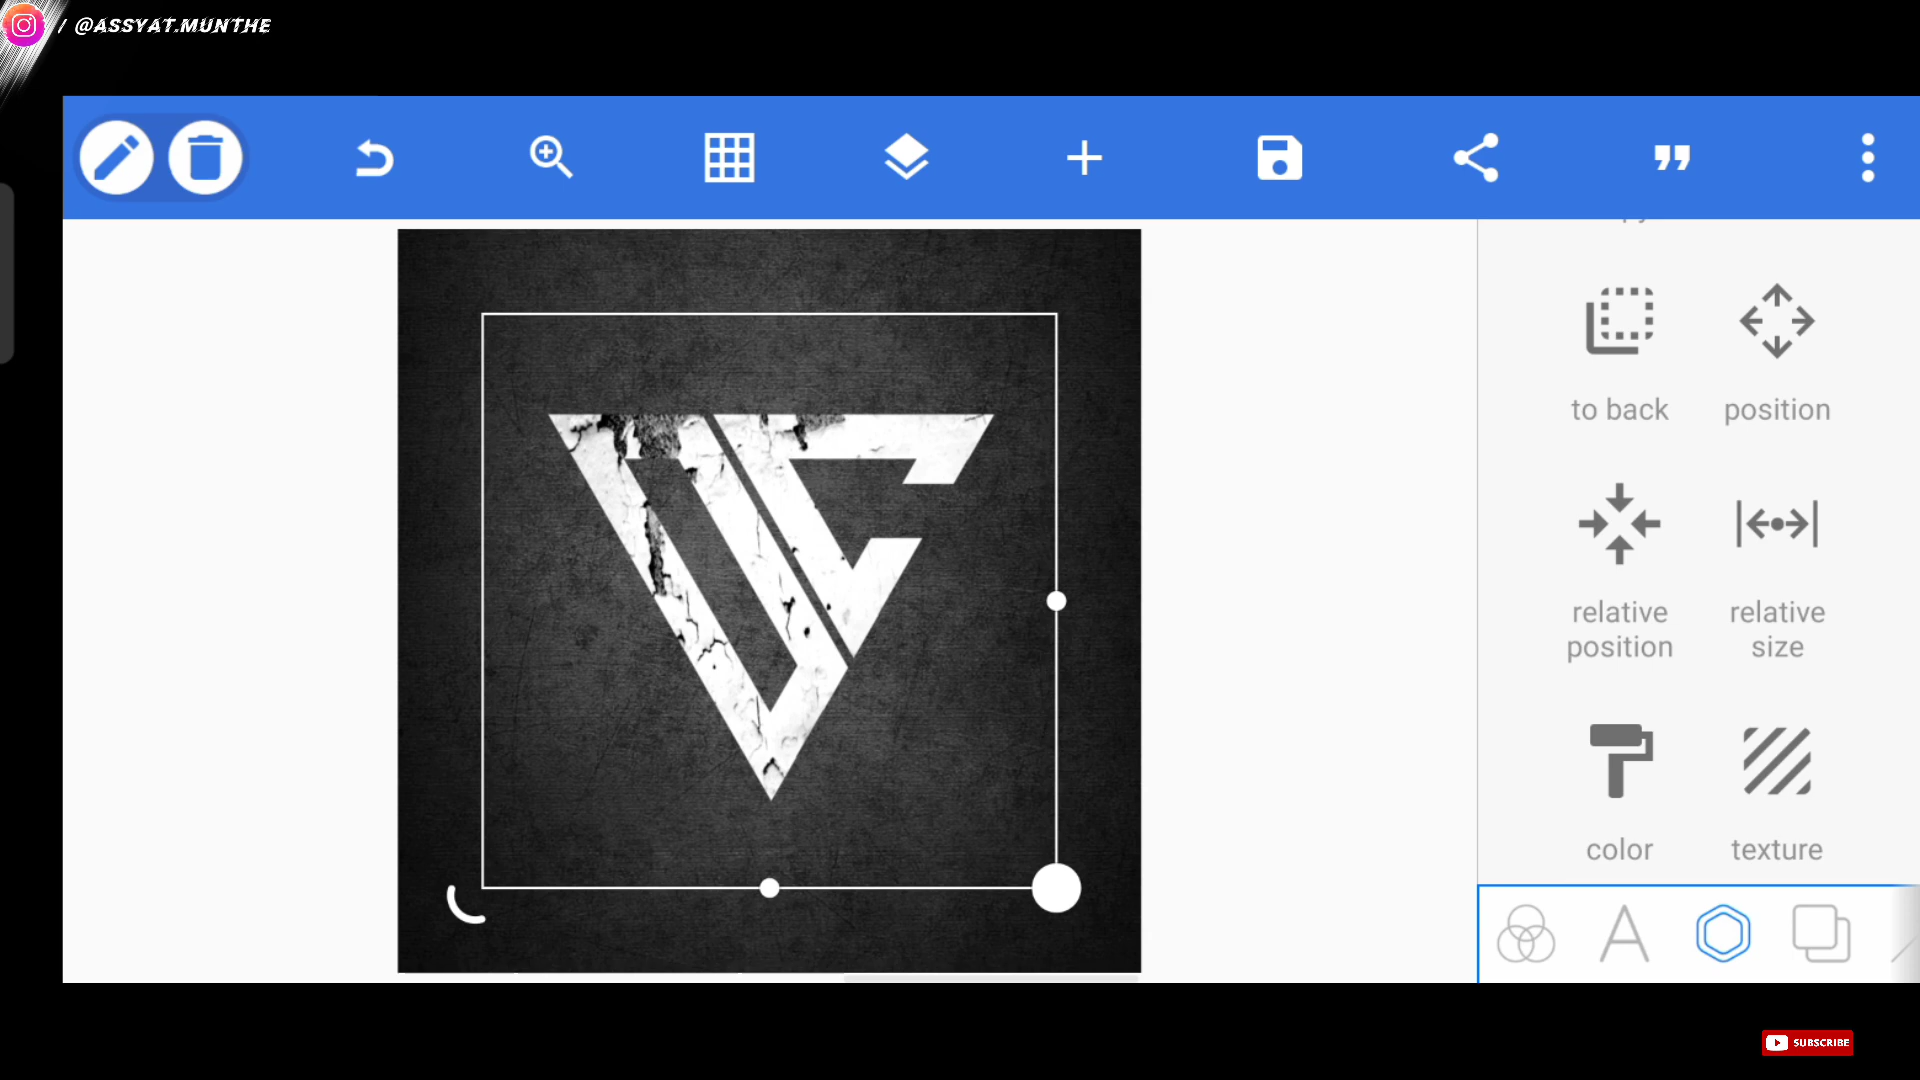 / @ASSYAT.MUNTHE
to back
position
relative
position
relative
size
color
texture
SUBSCRIBE